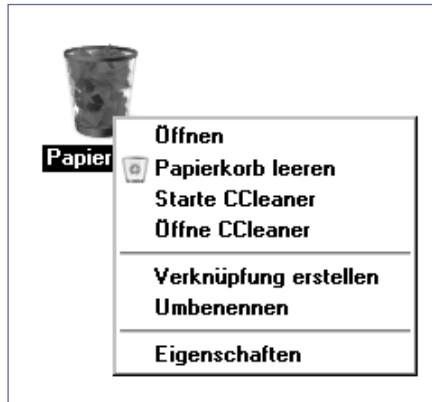 Öffnen
Papier
Papierkorb leeren
Starte CCleaner
Öffne CCleaner
Verknüpfung erstellen
Umbenennen
Eigenschaften